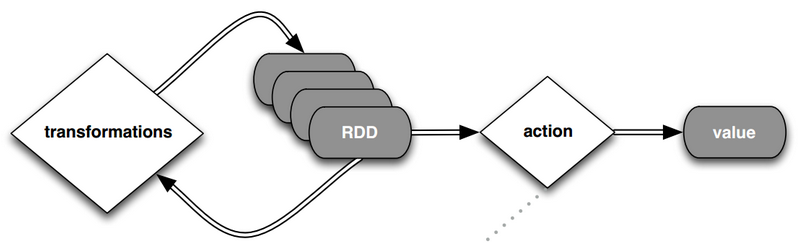 transformations
RDD
action
value